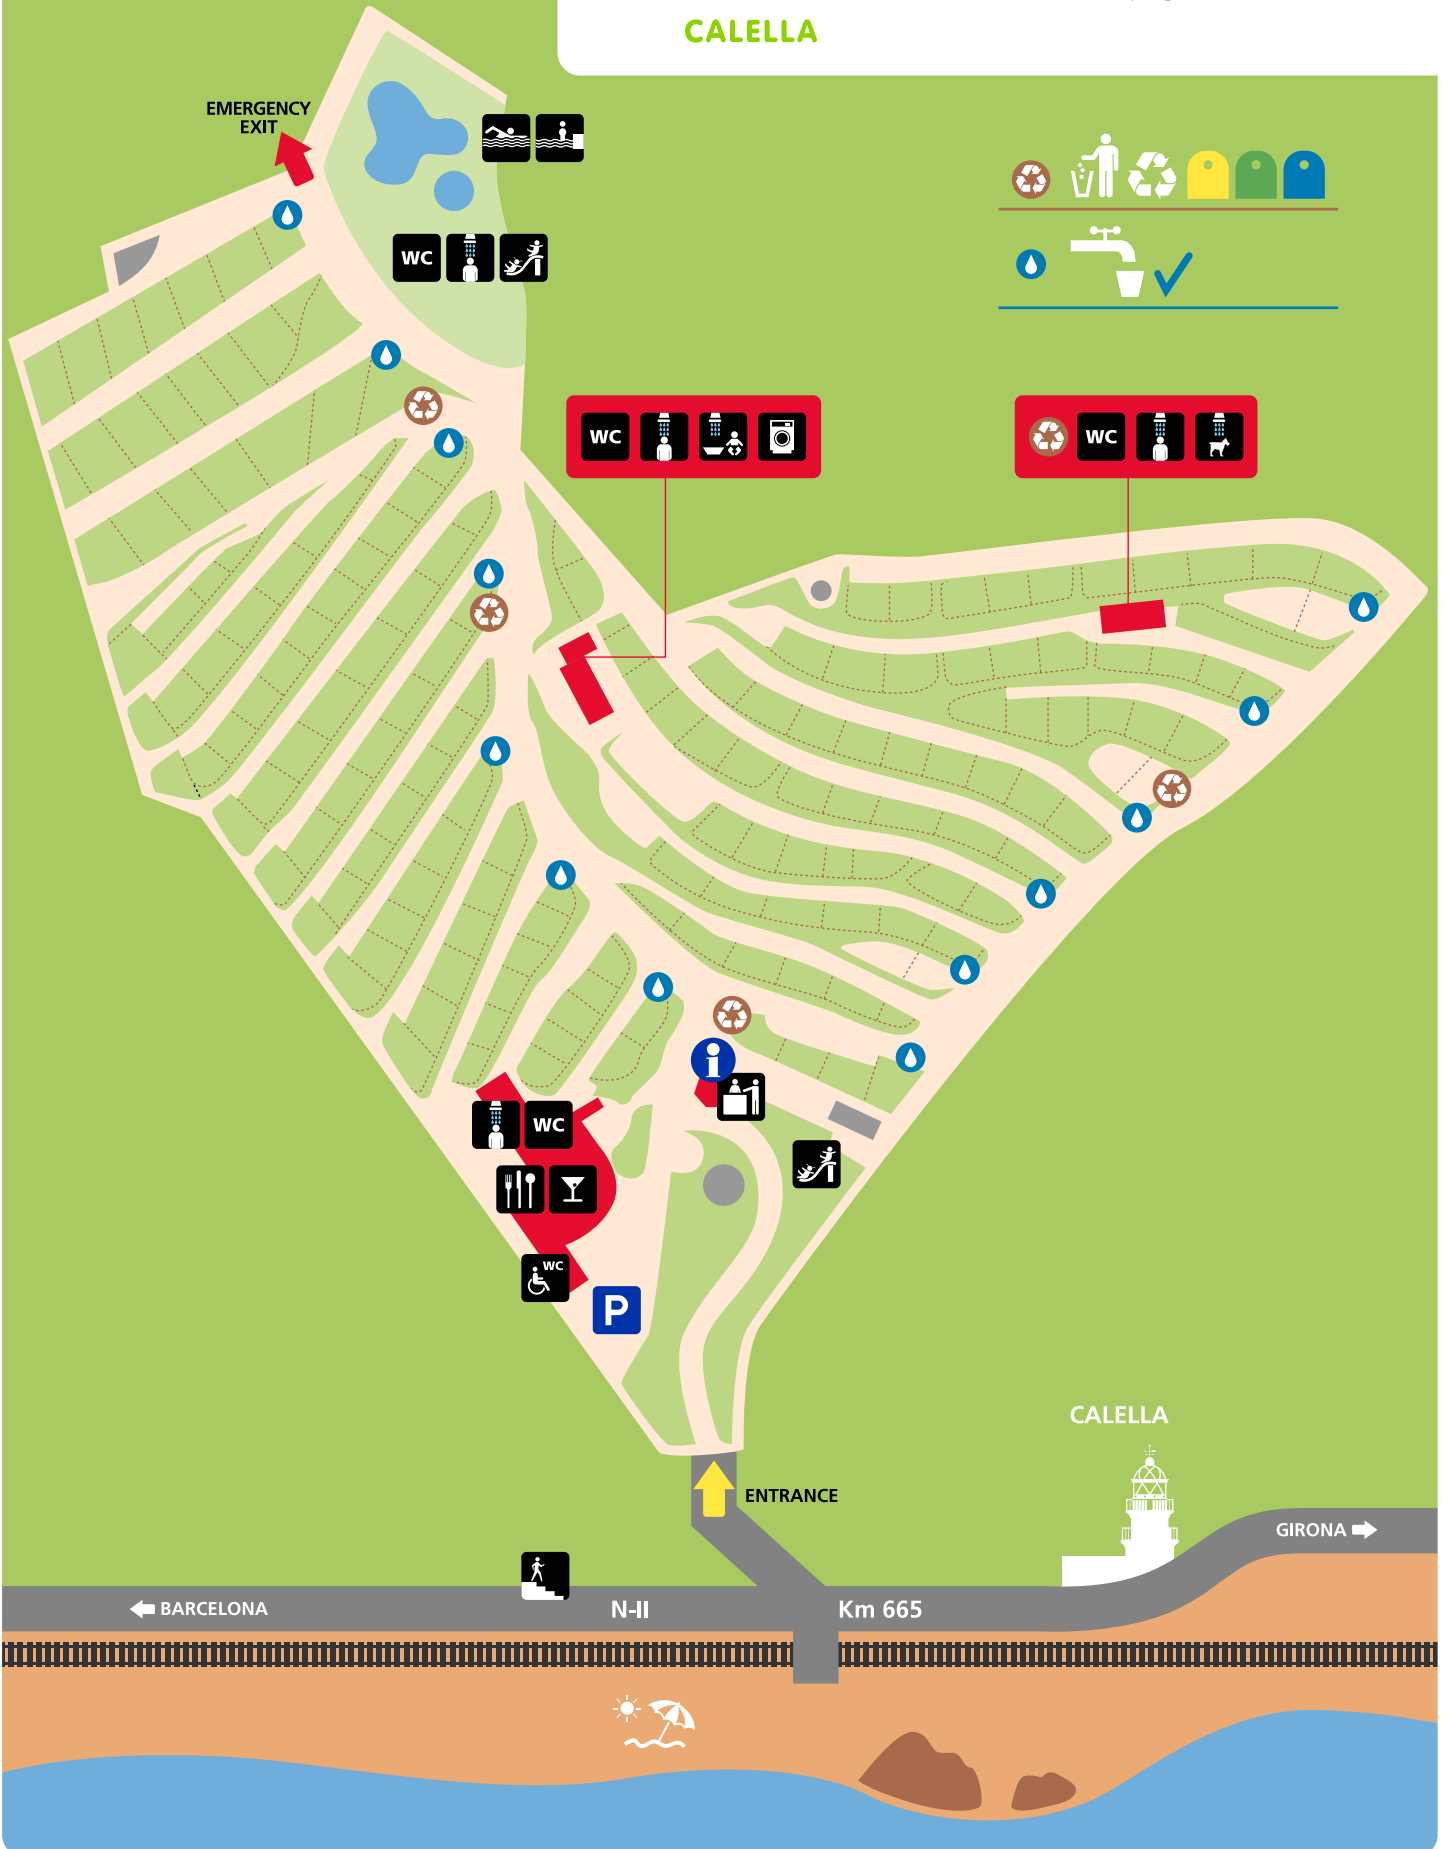 CALELLA
EMERGENCY
EXIT
WC
WC
WC
WC
WC
P
CALELLA
ENTRANCE
GIRONA
BARCELONA
N-II
Km 665